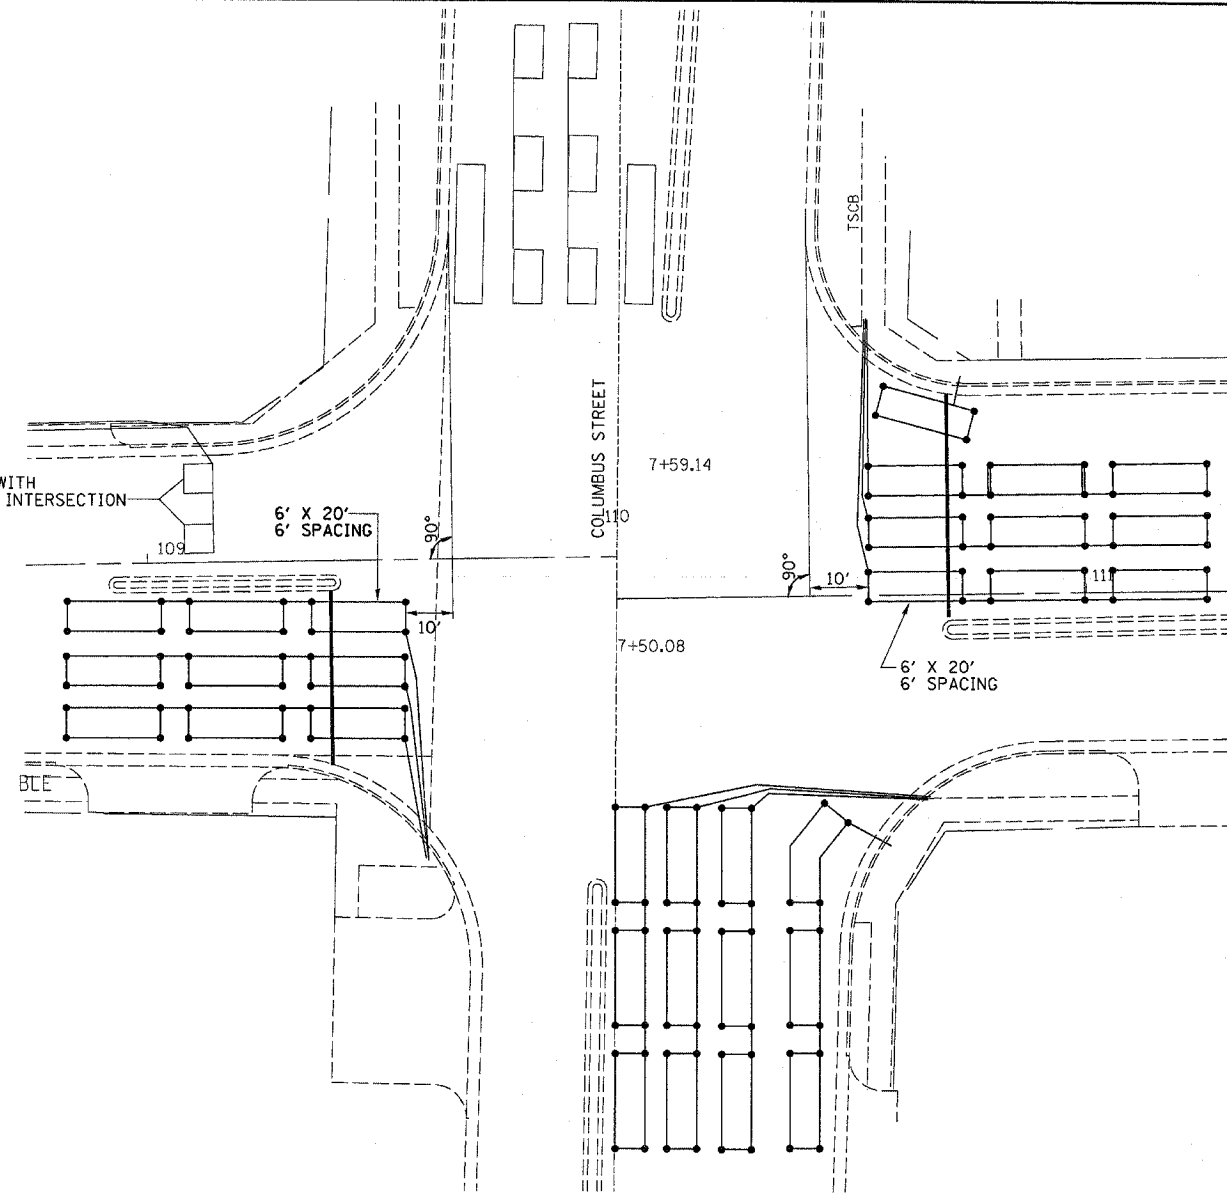 TSCB
COLUMBUS STREET
7+59.14
WITH
INTERSECTION
6' X 20'
6' SPACING
90°
110
109
10'
90°
10'
111
7+50.08
6' X 20'
6' SPACING
BLE